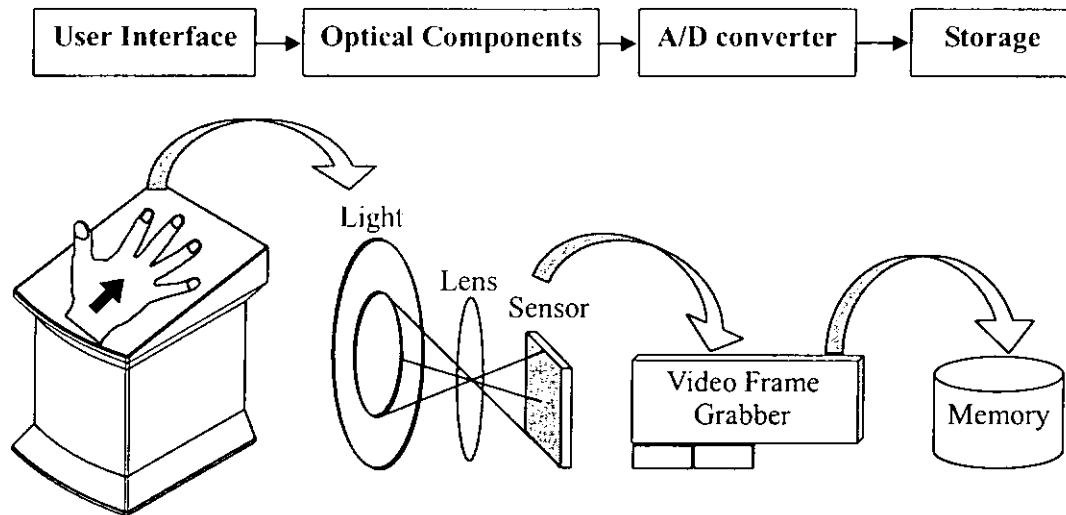 User Interface
Optical Components
A/D converter
Storage
Light
Lens
Sensor
Video Frame
Grabber
Memory